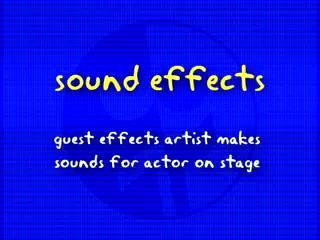 sound effects
guest effects artist makes
sounds for actor on stage